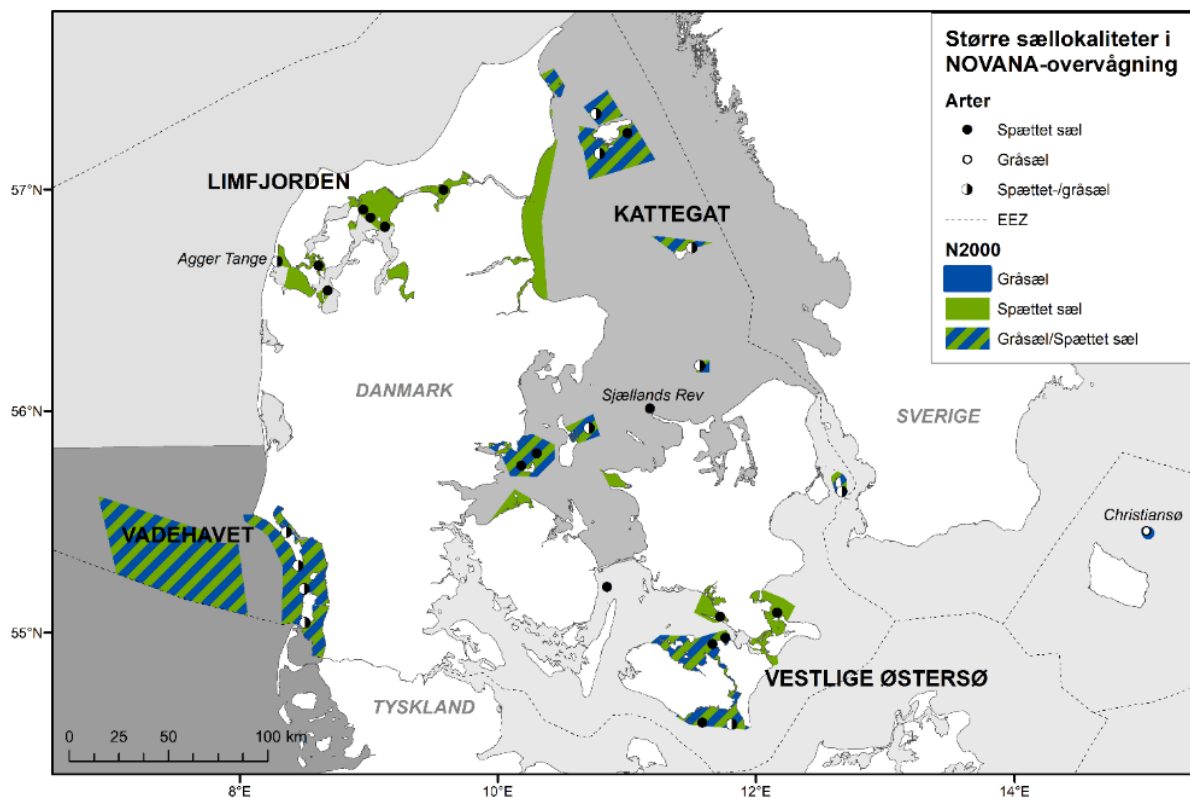 Større sællokaliteter i
NOVANA-overvågning
Arter
Spættet sæl
Gråsæl
Spættet-/gråsæl
EEZ
N2000
Gråsæl
Spættet sæl
Gråsæl/Spættet sæl
57°N
56°N
55°N
LIMFJORDEN
KATTEGAT
Agger Tange
DANMARK
Sjællands Rev
SVERIGE
VADEHAVET
Christiansø
VESTLIGE ØSTERSØ
TYSKLAND
0 25 50 100 km
8°E 10°E 12°E 14°E